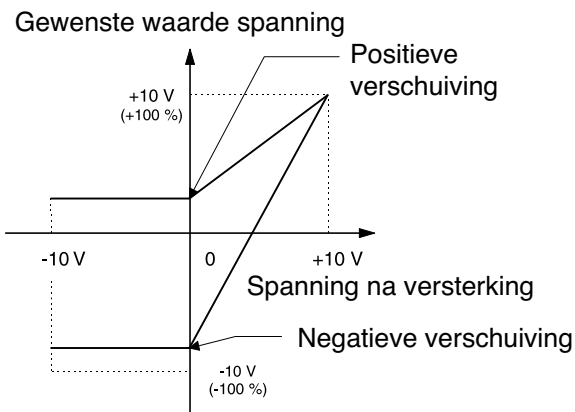 Gewenste waarde spanning
Positieve
verschuiving
+10 V
(+100 %)
-10 V
0
+10 V
Spanning na versterking
Negatieve verschuiving
-10 V
(-100 %)